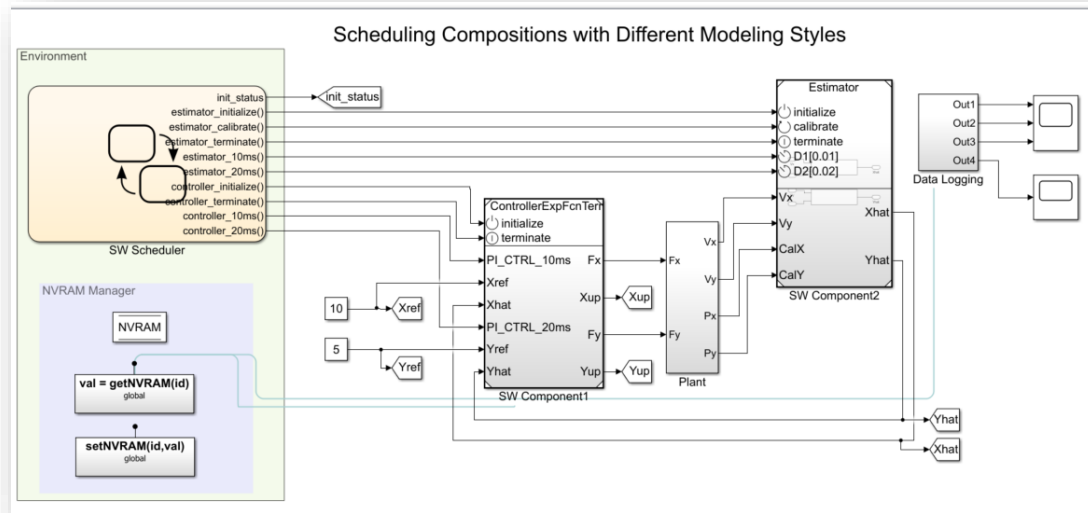 Scheduling Compositions with Different Modeling Styles
Environment
init_status
estimator_initialize()
estimator_calibrate()
estimator_terminate()
estimator_10ms()
estimator_20ms()
controller_initialize()
controller_terminate()
controller_10ms()
controller_20ms()
SW Scheduler
init_status
NVRAM Manager
NVRAM
val = getNVRAM(id)
global
setNVRAM(id,val)
global
10
Xref
5
Yref
ControllerExpFcnTerr
initialize
terminate
PI_CTRL_10ms
Xref
Xhat
PI_CTRL_20ms
Yref
Yhat
Fx
Xup
Fy
Yup
SW Component1
Xup
Yup
Fx
Fy
Vx
Vy
Px
Py
Plant
Estimator
initialize
calibrate
terminate
D1[0.01]
D2[0.02]
Vx
Vy
CalX
CalY
Xhat
Yhat
SW Component2
Out1
Out2
Out3
Out4
Data Logging
Yhat
Xhat